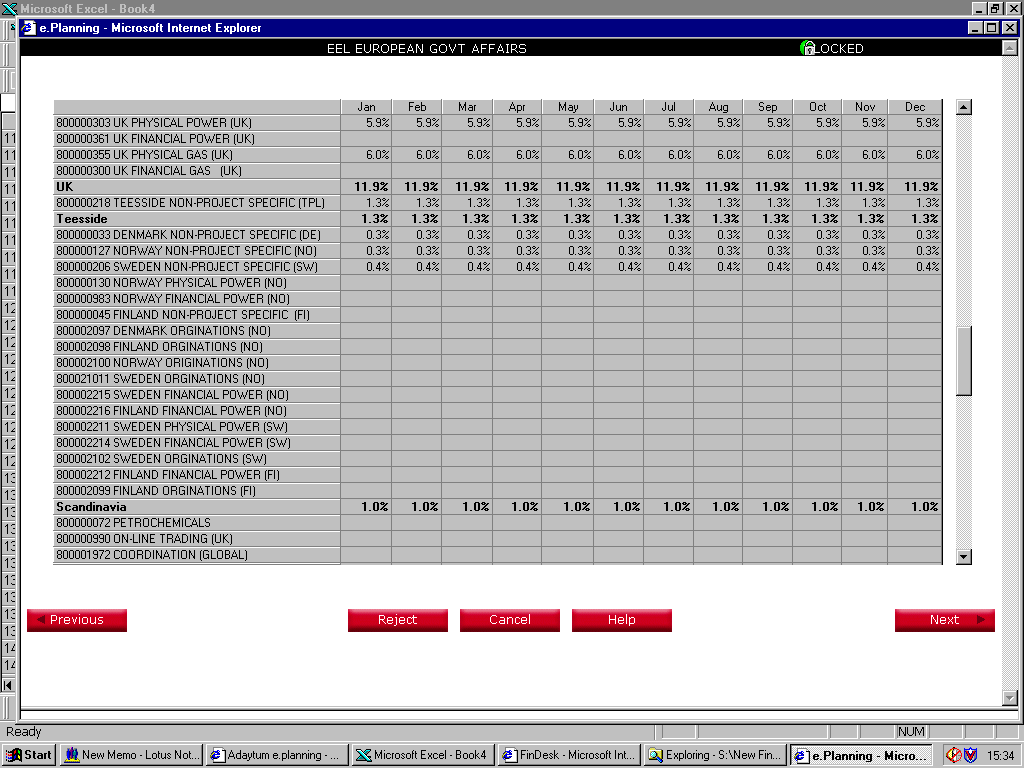 Microsoft Excel - Book4
e.Planning - Microsoft Internet Explorer
EEL EUROPEAN GOVT AFFAIRS LOCKED
Jan Feb Mar Apr May Jun Jul Aug Sep Oct Nov Dec
800000303 UK PHYSICAL POWER (UK) 5.9% 5.9% 5.9% 5.9% 5.9% 5.9% 5.9% 5.9% 5.9% 5.9% 5.9% 5.9%
800000361 UK FINANCIAL POWER (UK)
800000355 UK PHYSICAL GAS (UK) 6.0% 6.0% 6.0% 6.0% 6.0% 6.0% 6.0% 6.0% 6.0% 6.0% 6.0% 6.0%
800000300 UK FINANCIAL GAS (UK)
UK 11.9% 11.9% 11.9% 11.9% 11.9% 11.9% 11.9% 11.9% 11.9% 11.9% 11.9% 11.9%
800000218 TEESSIDE NON-PROJECT SPECIFIC (TPL) 1.3% 1.3% 1.3% 1.3% 1.3% 1.3% 1.3% 1.3% 1.3% 1.3% 1.3% 1.3%
Teesside 1.3% 1.3% 1.3% 1.3% 1.3% 1.3% 1.3% 1.3% 1.3% 1.3% 1.3% 1.3%
800000033 DENMARK NON-PROJECT SPECIFIC (DE) 0.3% 0.3% 0.3% 0.3% 0.3% 0.3% 0.3% 0.3% 0.3% 0.3% 0.3% 0.3%
800000127 NORWAY NON-PROJECT SPECIFIC (NO) 0.3% 0.3% 0.3% 0.3% 0.3% 0.3% 0.3% 0.3% 0.3% 0.3% 0.3% 0.3%
800000206 SWEDEN NON-PROJECT SPECIFIC (SW) 0.4% 0.4% 0.4% 0.4% 0.4% 0.4% 0.4% 0.4% 0.4% 0.4% 0.4% 0.4%
800000130 NORWAY PHYSICAL POWER (NO)
800000983 NORWAY FINANCIAL POWER (NO)
800000045 FINLAND NON-PROJECT SPECIFIC (FI)
800002097 DENMARK ORGINATIONS (NO)
800002098 FINLAND ORGINATIONS (NO)
800002100 NORWAY ORIGINATIONS (NO)
800021011 SWEDEN ORGINATIONS (NO)
800002215 SWEDEN FINANCIAL POWER (NO)
800002216 FINLAND FINANCIAL POWER (NO)
800002211 SWEDEN PHYSICAL POWER (SW)
800002214 SWEDEN FINANCIAL POWER (SW)
800002102 SWEDEN ORGINATIONS (SW)
800002212 FINLAND FINANCIAL POWER (FI)
800002099 FINLAND ORGINATIONS (FI)
Scandinavia 1.0% 1.0% 1.0% 1.0% 1.0% 1.0% 1.0% 1.0% 1.0% 1.0% 1.0% 1.0%
800000072 PETROCHEMICALS
800000990 ON-LINE TRADING (UK)
800001972 COORDINATION (GLOBAL)
Previous Reject Cancel Help Next
Ready NUM
Start New Memo - Lotus Not... Adaytum e.planning - ... Microsoft Excel - Book4 FinDesk - Microsoft Int... Exploring - S:\New Fin... e.Planning - Micro... 15:34